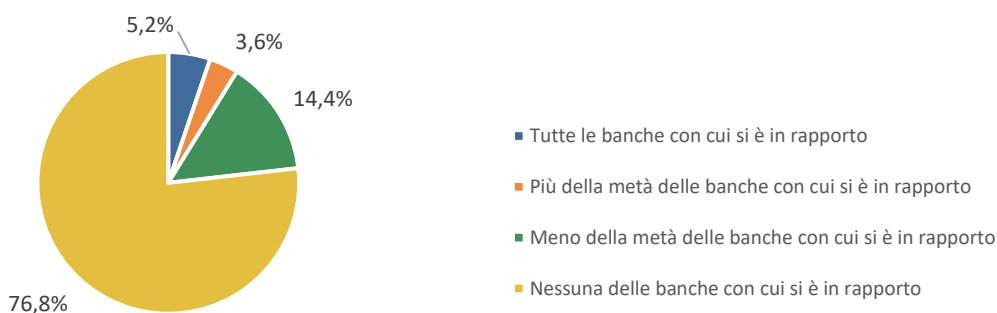 5,2%
3,6%
14,4%
76,8%
Tutte le banche con cui si è in rapporto
Più della metà delle banche con cui si è in rapporto
Meno della metà delle banche con cui si è in rapporto
Nessuna delle banche con cui si è in rapporto